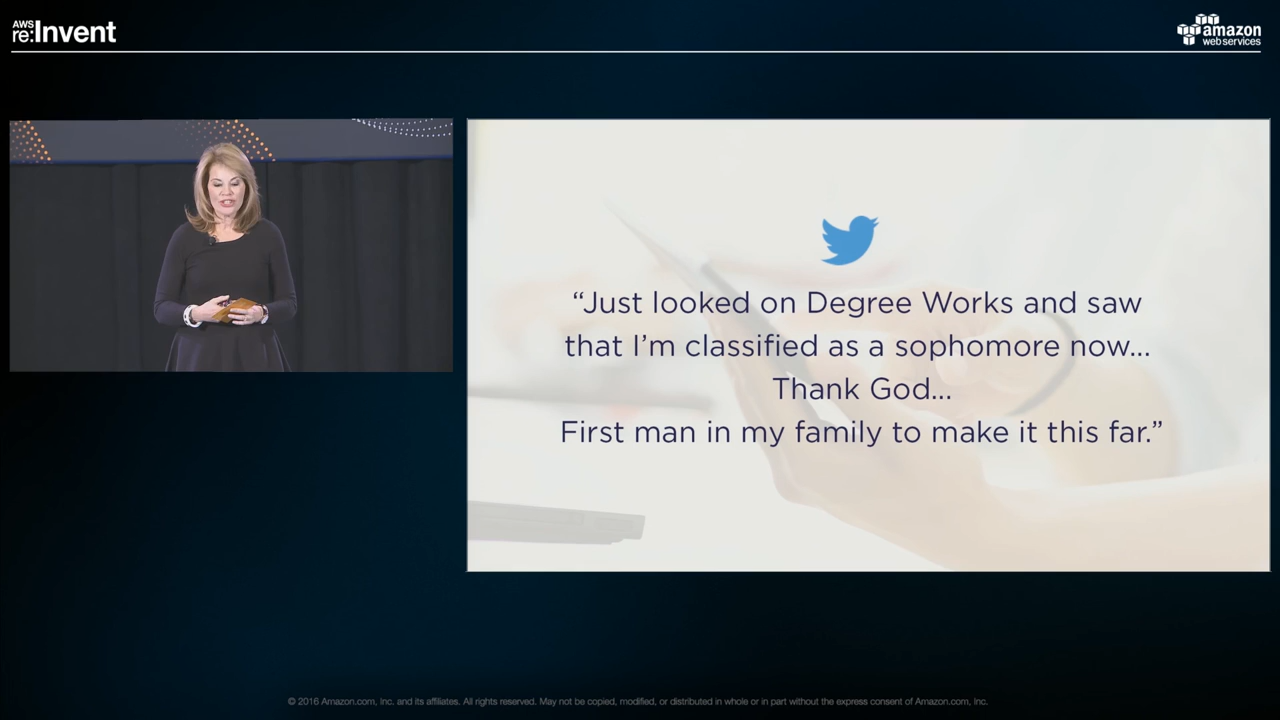 AWS
re:Invent
amazon
web services
“Just looked on Degree Works and saw
that I’m classified as a sophomore now...
Thank God...
First man in my family to make it this far.”
© 2016 Amazon.com, Inc. and its affiliates. All rights reserved. May not be copied, modified, or distributed in whole or in part without the express consent of Amazon.com, Inc.